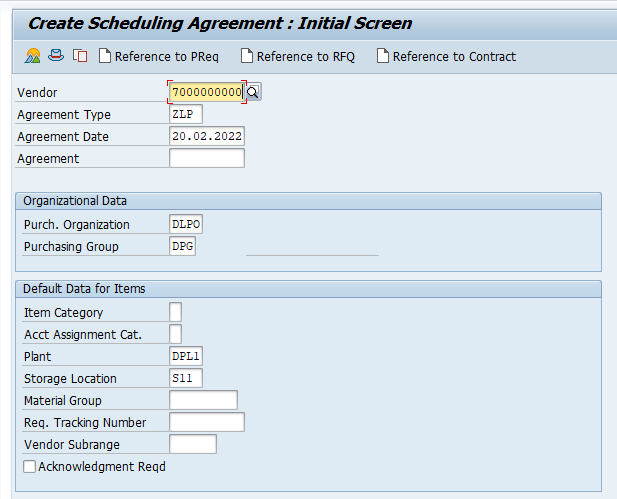 Create Scheduling Agreement : Initial Screen
Reference to PReq Reference to RFQ Reference to Contract
Vendor 7000000000
Agreement Type ZLP
Agreement Date 20.02.2022
Agreement
Organizational Data
Purch. Organization DLPO
Purchasing Group DPG
Default Data for Items
Item Category
Acct Assignment Cat.
Plant DPL1
Storage Location S11
Material Group
Req. Tracking Number
Vendor Subrange
Acknowledgment Reqd